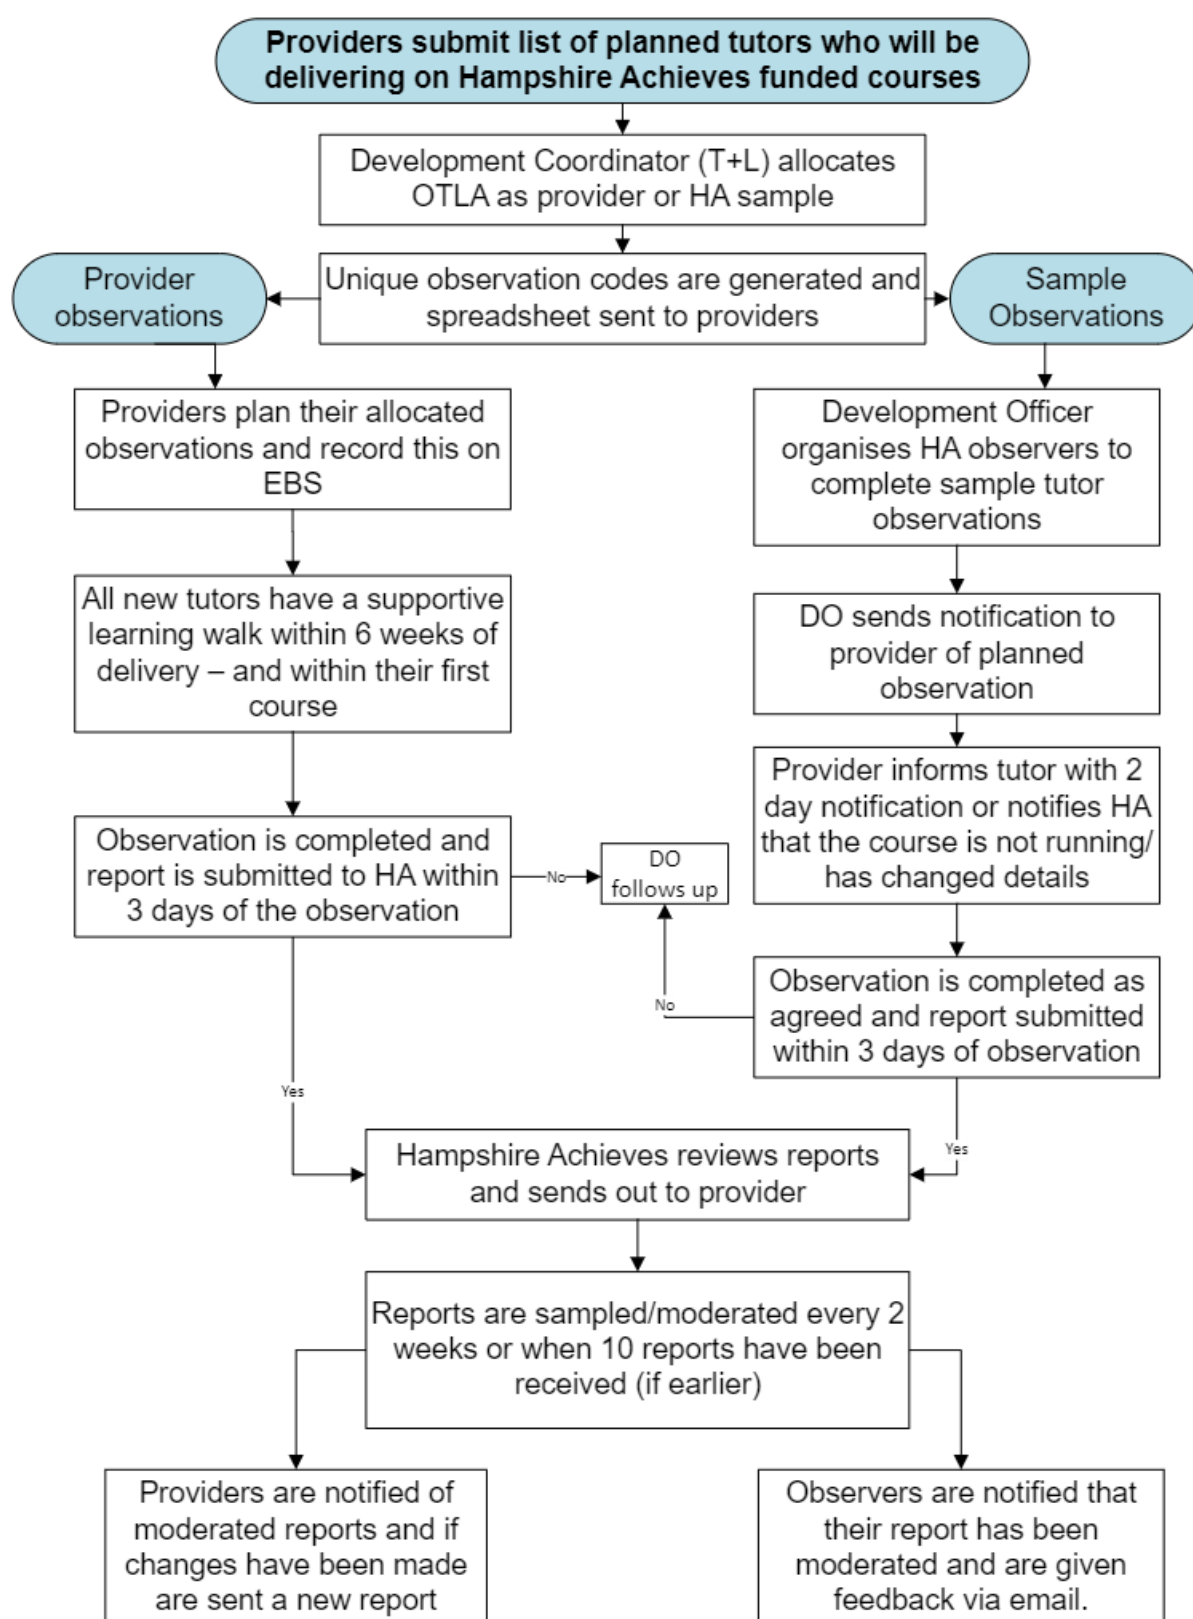 Providers submit list of planned tutors who will be
delivering on Hampshire Achieves funded courses
Development Coordinator (T+L) allocates
OTLA as provider or HA sample
Unique observation codes are generated and
spreadsheet sent to providers
Provider
observations
Sample
Observations
Providers plan their allocated
observations and record this on
EBS
All new tutors have a supportive
learning walk within 6 weeks of
delivery – and within their first
course
Observation is completed and
report is submitted to HA within
3 days of the observation
No
DO
follows up
Development Officer
organises HA observers to
complete sample tutor
observations
DO sends notification to
provider of planned
observation
Provider informs tutor with 2
day notification or notifies HA
that the course is not running/
has changed details
Observation is completed as
agreed and report submitted
within 3 days of observation
No
Yes
Yes
Hampshire Achieves reviews reports
and sends out to provider
Reports are sampled/moderated every 2
weeks or when 10 reports have been
received (if earlier)
Providers are notified of
moderated reports and if
changes have been made
are sent a new report
Observers are notified that
their report has been
moderated and are given
feedback via email.